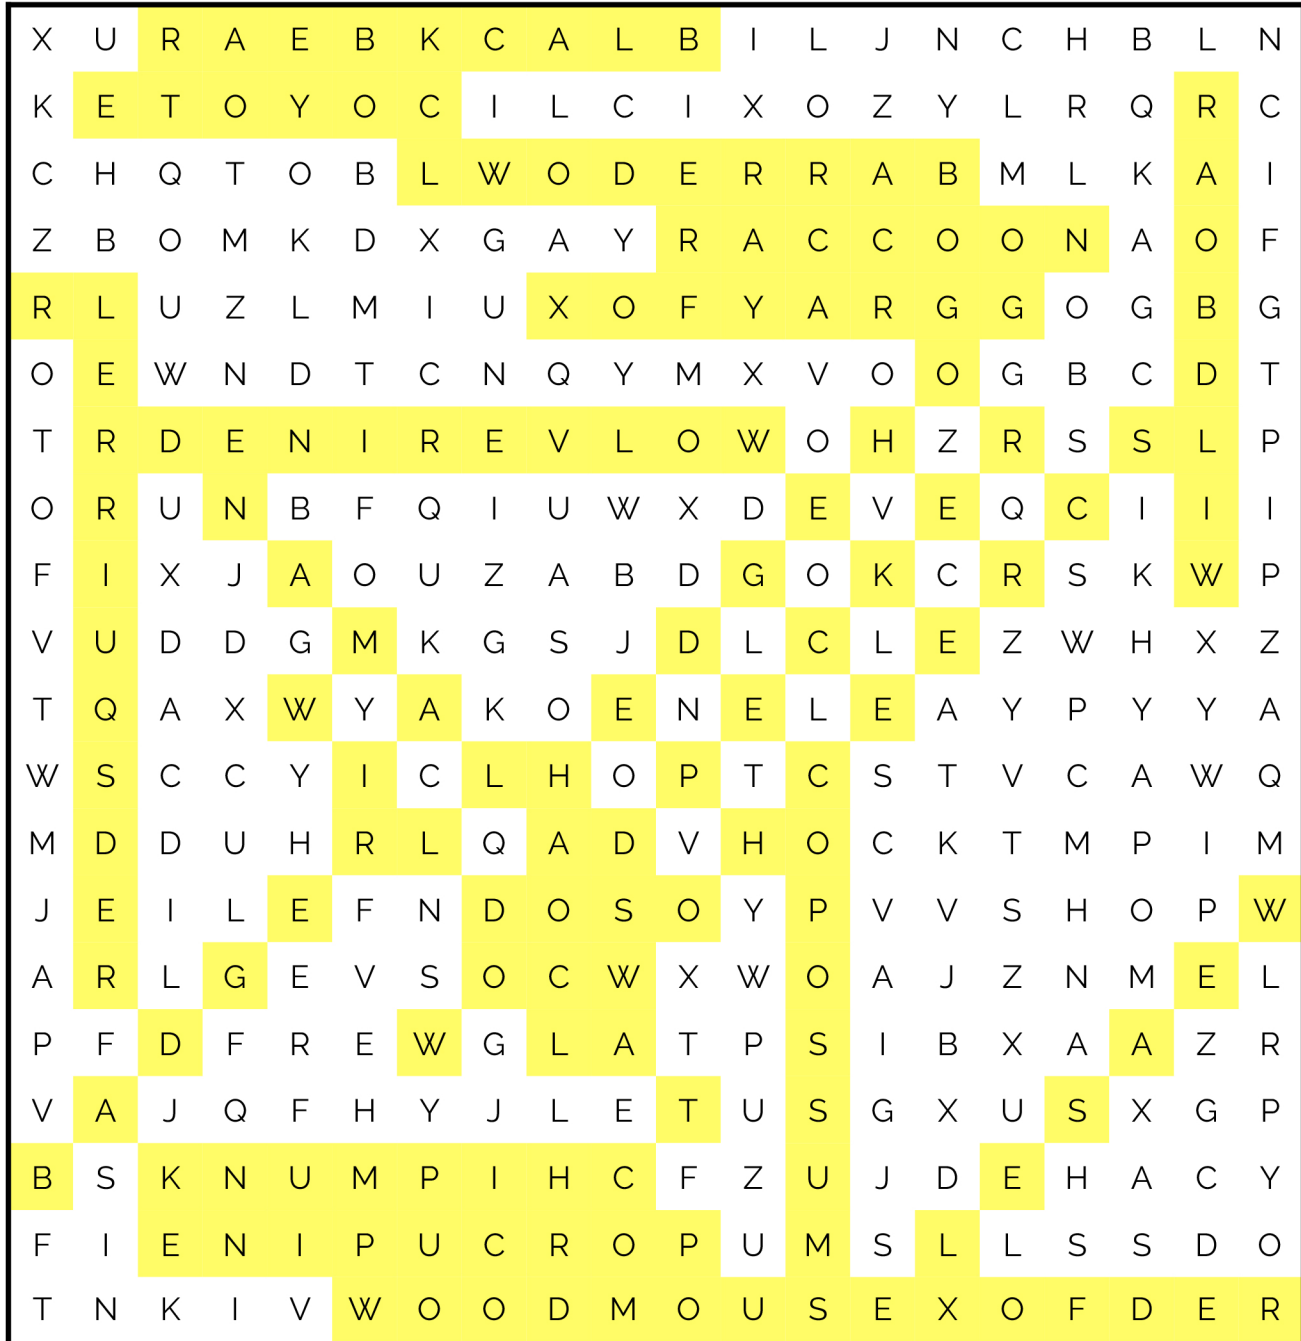 X U R A E B K C A L B I L J N C H B L N
K E T O Y O C I L C I X O Z Y L R Q R C
C H Q T O B L W O D E R R A B M L K A I
Z B O M K D X G A Y R A C C O O N A O F
R L U Z L M I U X O F Y A R G G O G B G
O E W N D T C N Q Y M X V O O G B C D T
T R D E N I R E V L O W O H Z R S S L P
O R U N B F Q I U W X D E V E Q C I I I
F I X J A O U Z A B D G O K C R S K W P
V U D D G M K G S J D L C L E Z W H X Z
T Q A X W Y A K O E N E L E A Y P Y Y A
W S C C Y I C L H O P T C S T V C A W Q
M D D U H R L Q A D V H O C K T M P I M
J E I L E F N D O S O Y P V V S H O P W
A R L G E V S O C W X W O A J Z N M E L
P F D F R E W G L A T P S I B X A A Z R
V A J Q F H Y J L E T U S G X U S X G P
B S K N U M P I H C F Z U J D E H A C Y
F I E N I P U C R O P U M S L L S S D O
T N K I V W O O D M O U S E X O F D E R